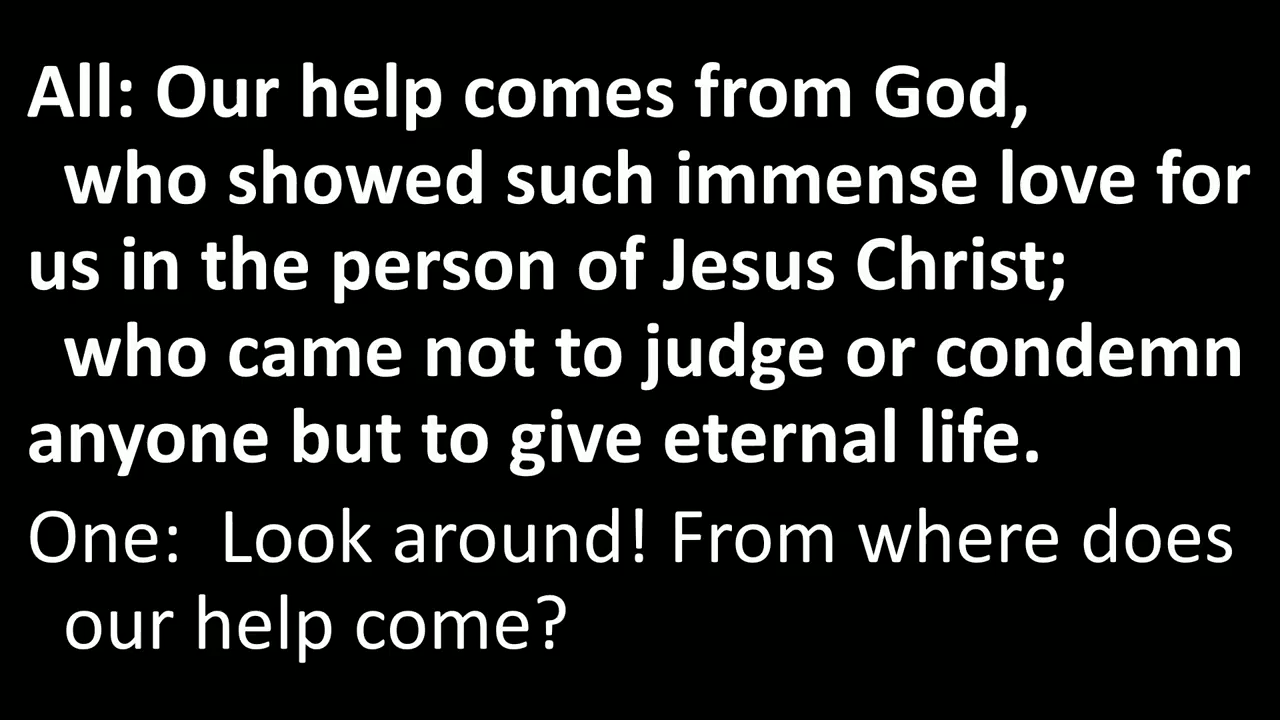 All: Our help comes from God,
who showed such immense love for
us in the person of Jesus Christ;
who came not to judge or condemn
anyone but to give eternal life.
One:  Look around! From where does
our help come?